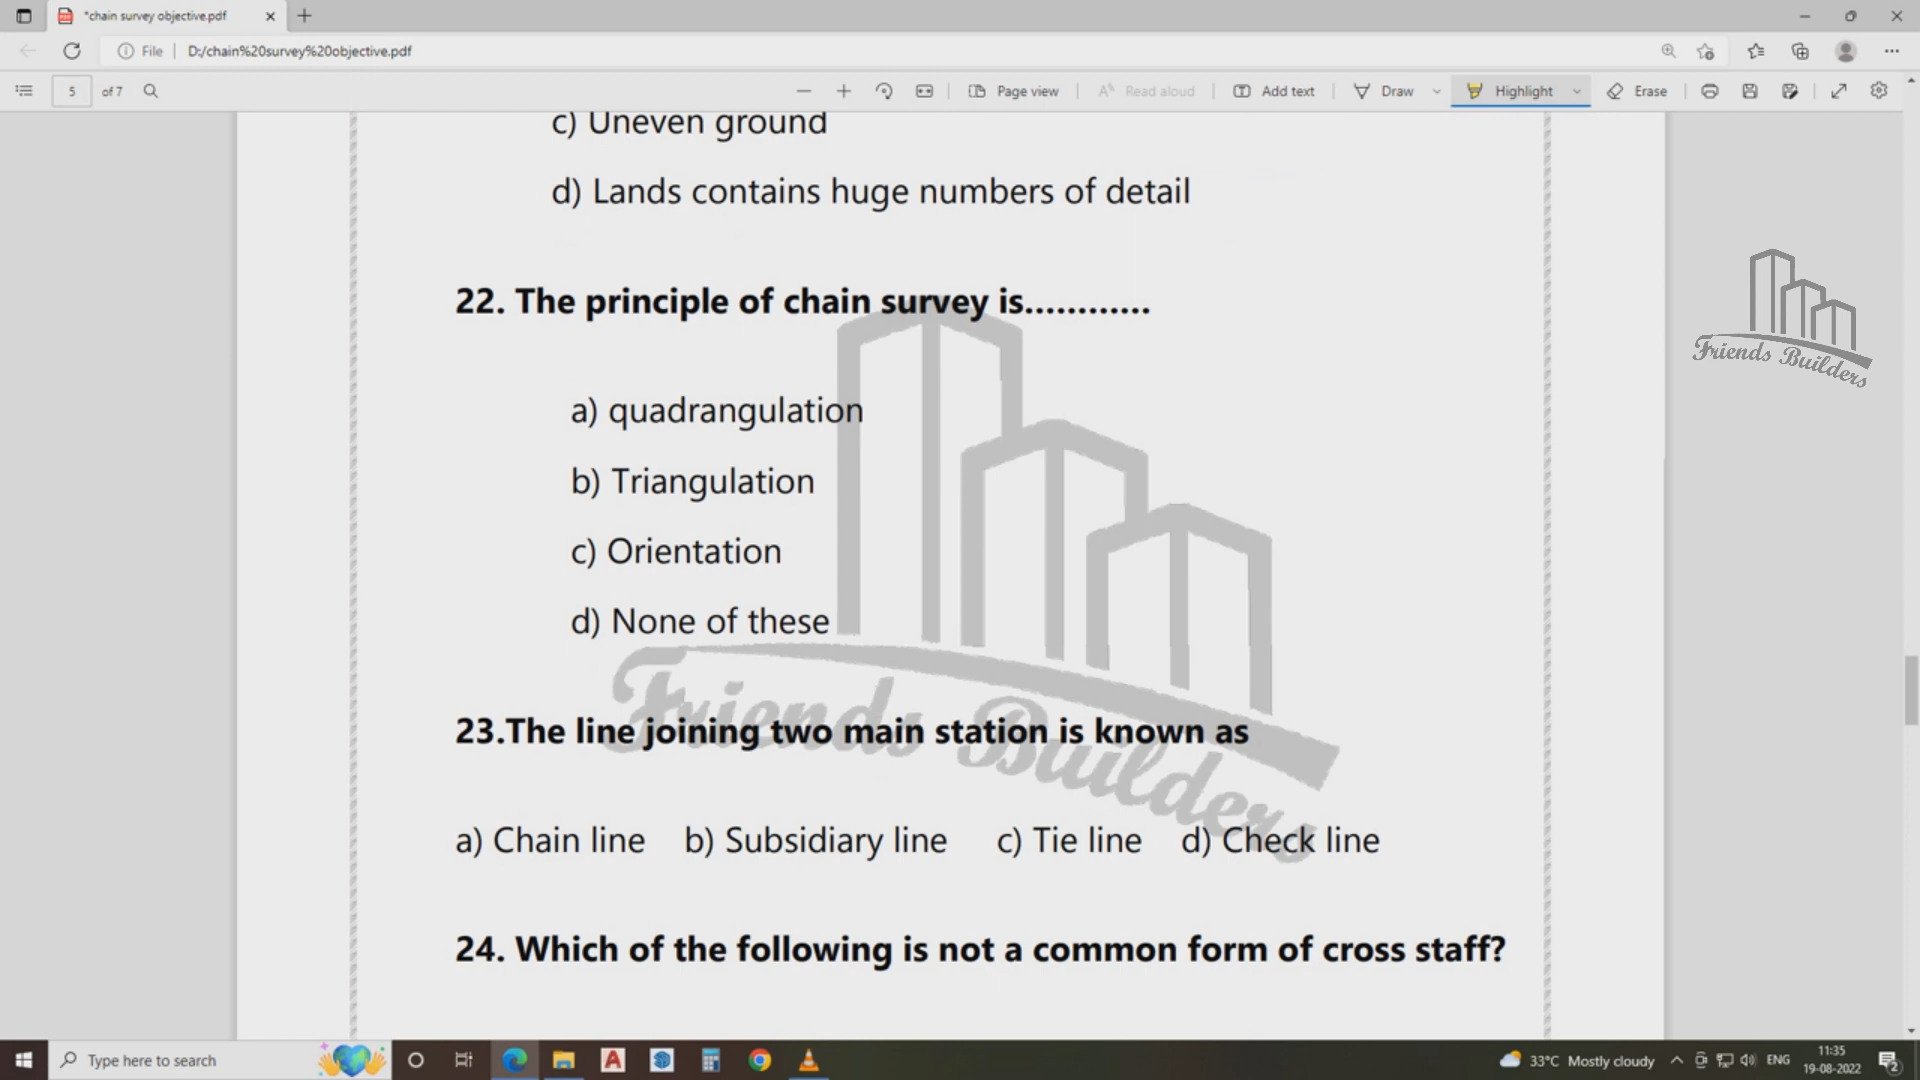 *chain survey objective.pdf
File D:/chain%20survey%20objective.pdf
5 of 7 Page view Read aloud Add text Draw Highlight Erase
c) Uneven ground
d) Lands contains huge numbers of detail
22. The principle of chain survey is............
a) quadrangulation
b) Triangulation
c) Orientation
d) None of these
23.The line joining two main station is known as
a) Chain line b) Subsidiary line c) Tie line d) Check line
24. Which of the following is not a common form of cross staff?
Friends Builders
Friends Builders
Type here to search 33°C Mostly cloudy ENG 11:35
19-08-2022 2